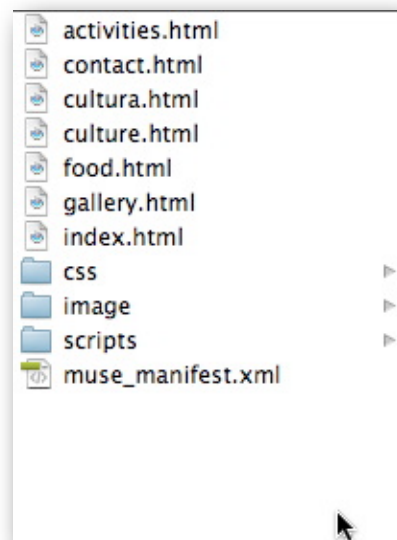 activities.html
contact.html
cultura.html
culture.html
food.html
gallery.html
index.html
css
image
scripts
muse_manifest.xml